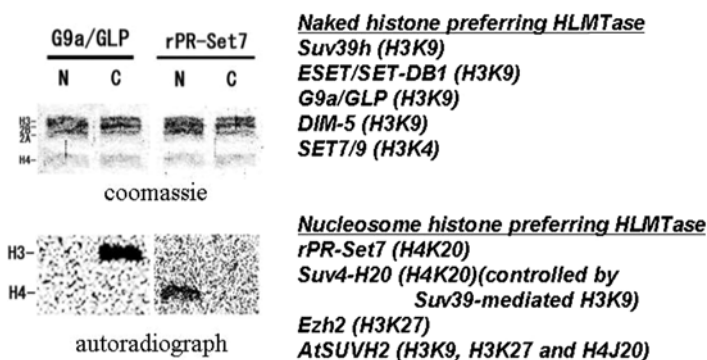 G9a/GLP rPR-Set7
N C N C
H3-
2B
2A
H4-
coomassie
H3-
H4-
autoradiograph
Naked histone preferring HLMTase
Suv39h (H3K9)
ESET/SET-DB1 (H3K9)
G9a/GLP (H3K9)
DIM-5 (H3K9)
SET7/9 (H3K4)
Nucleosome histone preferring HLMTase
rPR-Set7 (H4K20)
Suv4-H20 (H4K20)(controlled by
Suv39-mediated H3K9)
Ezh2 (H3K27)
AtSUVH2 (H3K9, H3K27 and H4J20)